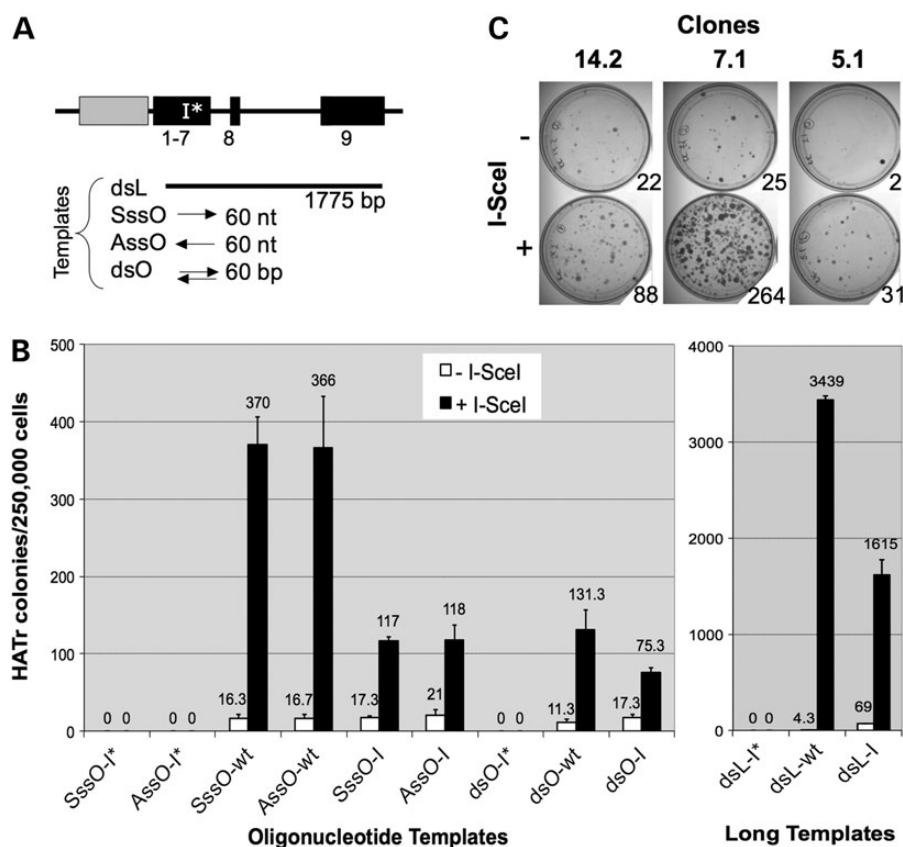 A
I*
1-7 8 9
Templates
dsL 1775 bp
SssO 60 nt
AssO 60 nt
dsO 60 bp
C
Clones
14.2 7.1 5.1
I-SceI
-
22 25 2
+
88 264 31
B
HATr colonies/250,000 cells
500
400
300
200
100
0
- I-SceI
+ I-SceI
0 0 0 0 16.3 370 16.7 366 17.3 117 21 118 0 0 11.3 131.3 17.3 75.3
SssO-I* AssO-I* SssO-wt AssO-wt SssO-I AssO-I dsO-I* dsO-wt dsO-I
Oligonucleotide Templates
4000
3000
2000
1000
0
0 0 4.3 3439 69 1615
dsL-I* dsL-wt dsL-I
Long Templates